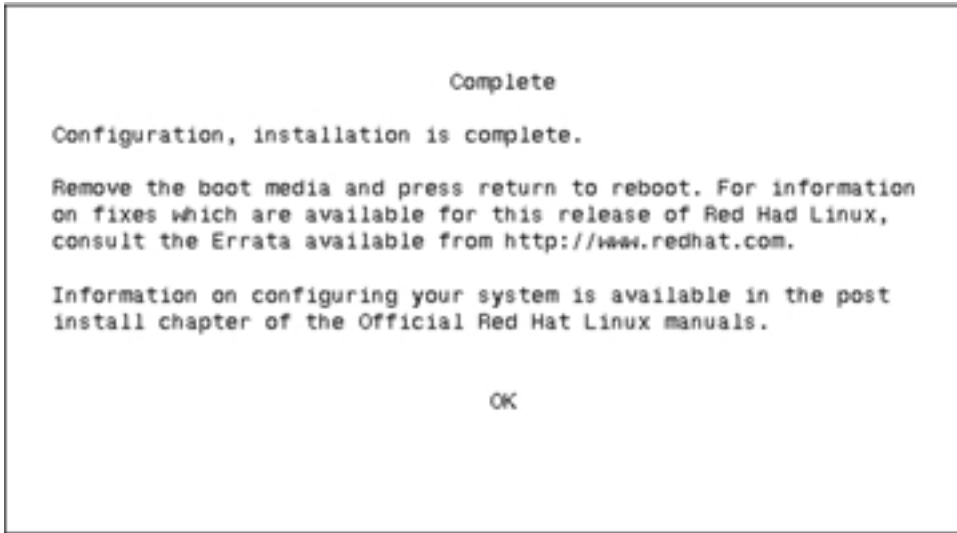 Complete
Configuration, installation is complete.
Remove the boot media and press return to reboot. For information
on fixes which are available for this release of Red Had Linux,
consult the Errata available from http://www.redhat.com.
Information on configuring your system is available in the post
install chapter of the Official Red Hat Linux manuals.
OK